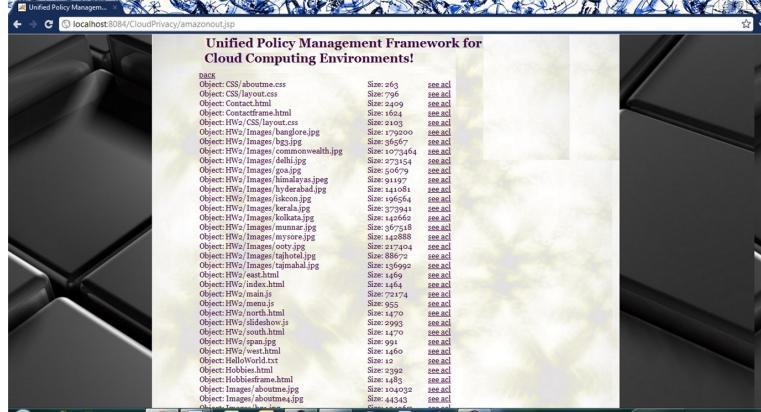 Unified Policy Managem...
localhost:8084/CloudPrivacy/amazonout.jsp
Unified Policy Management Framework for
Cloud Computing Environments!
back
Object: CSS/aboutme.css Size: 263 see acl
Object: CSS/layout.css Size: 796 see acl
Object: Contact.html Size: 2409 see acl
Object: Contactframe.html Size: 1624 see acl
Object: HW2/CSS/layout.css Size: 2103 see acl
Object: HW2/Images/banglore.jpg Size: 179200 see acl
Object: HW2/Images/bg3.jpg Size: 36567 see acl
Object: HW2/Images/commonwealth.jpg Size: 1073464 see acl
Object: HW2/Images/delhi.jpg Size: 273154 see acl
Object: HW2/Images/goa.jpg Size: 50679 see acl
Object: HW2/Images/himalayas.jpeg Size: 91197 see acl
Object: HW2/Images/hyderabad.jpg Size: 141081 see acl
Object: HW2/Images/iskcon.jpg Size: 196564 see acl
Object: HW2/Images/kerala.jpg Size: 373941 see acl
Object: HW2/Images/kolkata.jpg Size: 142662 see acl
Object: HW2/Images/munnar.jpg Size: 367518 see acl
Object: HW2/Images/mysore.jpg Size: 142888 see acl
Object: HW2/Images/ooty.jpg Size: 217404 see acl
Object: HW2/Images/tajhotel.jpg Size: 88672 see acl
Object: HW2/Images/tajmahal.jpg Size: 136992 see acl
Object: HW2/east.html Size: 1469 see acl
Object: HW2/index.html Size: 1464 see acl
Object: HW2/main.js Size: 72174 see acl
Object: HW2/menu.js Size: 955 see acl
Object: HW2/north.html Size: 1470 see acl
Object: HW2/slideshow.js Size: 2993 see acl
Object: HW2/south.html Size: 1470 see acl
Object: HW2/span.jpg Size: 991 see acl
Object: HW2/west.html Size: 1460 see acl
Object: HelloWorld.txt Size: 12 see acl
Object: Hobbies.html Size: 2392 see acl
Object: Hobbiesframe.html Size: 1483 see acl
Object: Images/aboutme.jpg Size: 104032 see acl
Object: Images/aboutme4.jpg Size: 44343 see acl